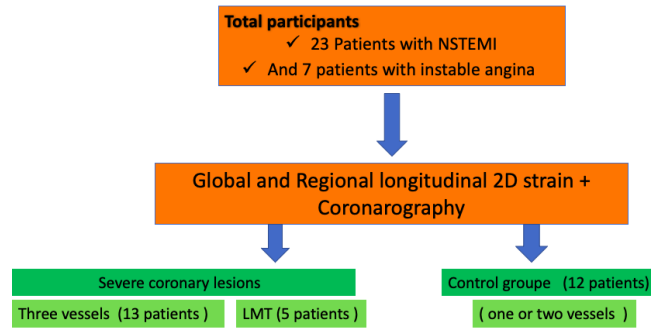 Total participants
✓ 23 Patients with NSTEMI
✓ And 7 patients with instable angina
Global and Regional longitudinal 2D strain +
Coronarography
Severe coronary lesions
Three vessels (13 patients )
LMT (5 patients )
Control groupe (12 patients)
( one or two vessels )